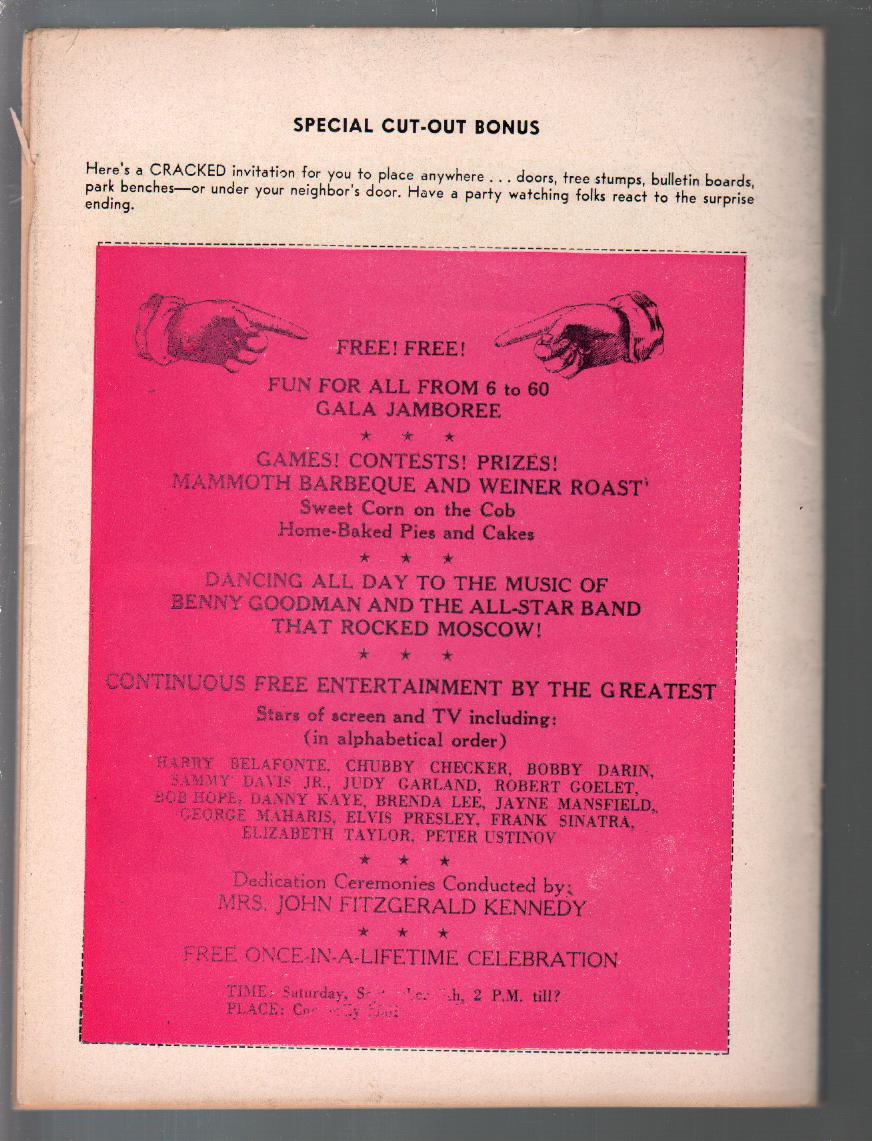 SPECIAL CUT-OUT BONUS
Here's a CRACKED invitation for you to place anywhere . . . doors, tree stumps, bulletin boards,
park benches—or under your neighbor's door. Have a party watching folks react to the surprise
ending.
FREE! FREE!
FUN FOR ALL FROM 6 to 60
GALA JAMBOREE
★ ★ ★
GAMES! CONTESTS! PRIZES!
MAMMOTH BARBEQUE AND WEINER ROAST
Sweet Corn on the Cob
Home-Baked Pies and Cakes
★ ★ ★
DANCING ALL DAY TO THE MUSIC OF
BENNY GOODMAN AND THE ALL-STAR BAND
THAT ROCKED MOSCOW!
★ ★ ★
CONTINUOUS FREE ENTERTAINMENT BY THE GREATEST
Stars of screen and TV including:
(in alphabetical order)
HARRY BELAFONTE, CHUBBY CHECKER, BOBBY DARIN,
SAMMY DAVIS JR., JUDY GARLAND, ROBERT GOELET,
BOB HOPE, DANNY KAYE, BRENDA LEE, JAYNE MANSFIELD,
GEORGE MAHARIS, ELVIS PRESLEY, FRANK SINATRA,
ELIZABETH TAYLOR, PETER USTINOV
★ ★ ★
Dedication Ceremonies Conducted by:
MRS. JOHN FITZGERALD KENNEDY
★ ★ ★
FREE ONCE-IN-A-LIFETIME CELEBRATION
TIME: Saturday, 2 P.M. till?
PLACE: